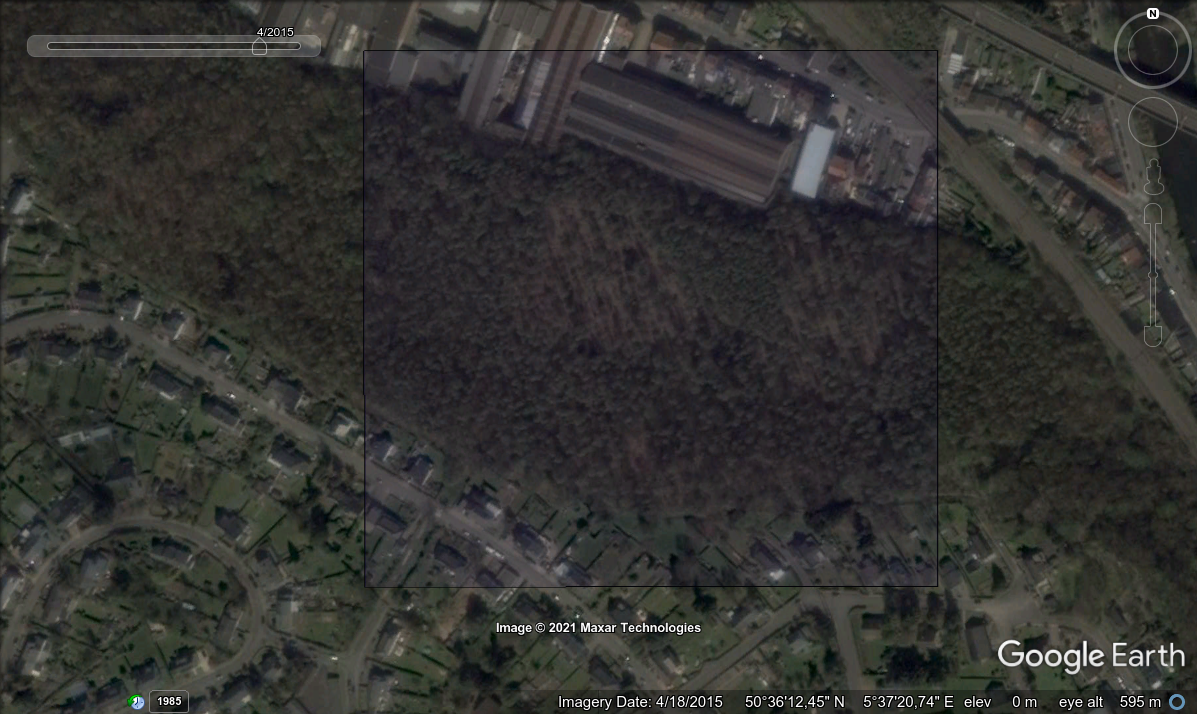 4/2015
N
Image © 2021 Maxar Technologies
Google Earth
1985
Imagery Date: 4/18/2015 50°36'12,45" N 5°37'20,74" E elev 0 m eye alt 595 m